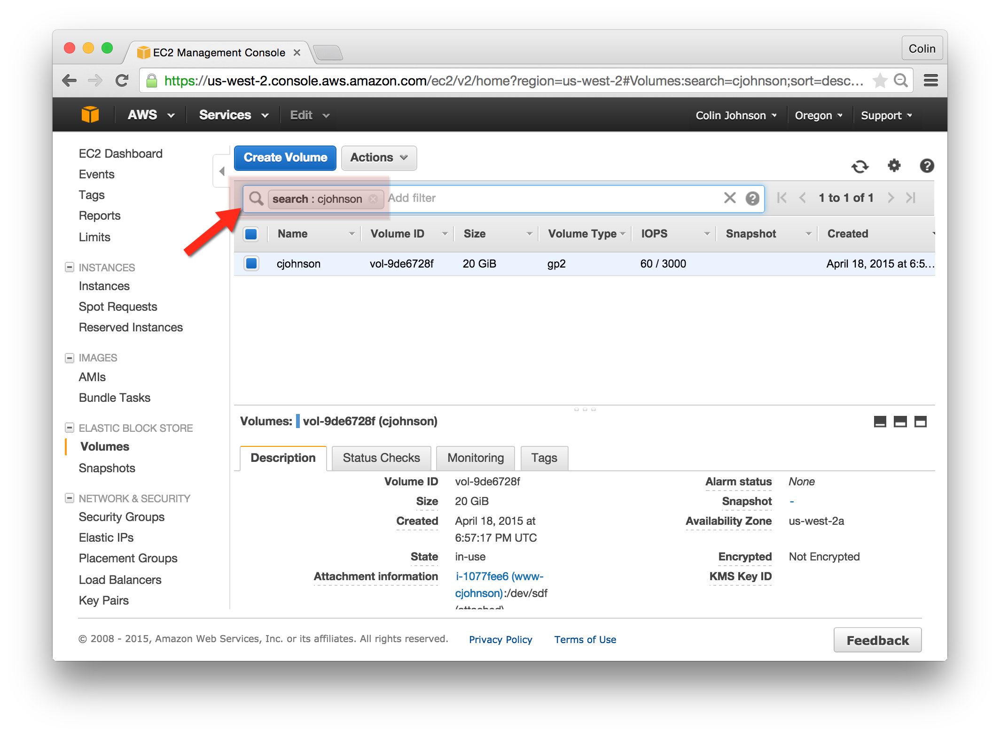 EC2 Management Console
Colin
https://us-west-2.console.aws.amazon.com/ec2/v2/home?region=us-west-2#Volumes:search=cjohnson;sort=desc...
AWS Services Edit Colin Johnson Oregon Support
EC2 Dashboard
Events
Tags
Reports
Limits
INSTANCES
Instances
Spot Requests
Reserved Instances
IMAGES
AMIs
Bundle Tasks
ELASTIC BLOCK STORE
Volumes
Snapshots
NETWORK & SECURITY
Security Groups
Elastic IPs
Placement Groups
Load Balancers
Key Pairs
Create Volume Actions
search : cjohnson Add filter 1 to 1 of 1
Name Volume ID Size Volume Type IOPS Snapshot Created
cjohnson vol-9de6728f 20 GiB gp2 60 / 3000 April 18, 2015 at 6:5...
Volumes: vol-9de6728f (cjohnson)
Description Status Checks Monitoring Tags
Volume ID vol-9de6728f
Size 20 GiB
Created April 18, 2015 at
6:57:17 PM UTC
State in-use
Attachment information i-1077fee6 (www-
cjohnson):/dev/sdf
(attached)
Alarm status None
Snapshot -
Availability Zone us-west-2a
Encrypted Not Encrypted
KMS Key ID
© 2008 - 2015, Amazon Web Services, Inc. or its affiliates. All rights reserved. Privacy Policy Terms of Use
Feedback